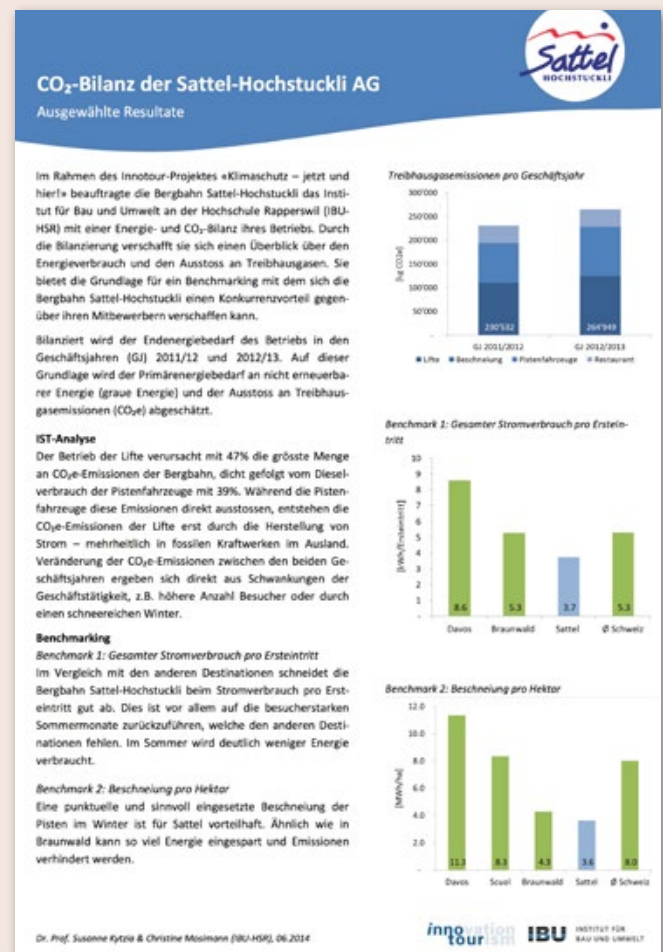 Sattel
HOCHSTUCKLI
CO₂-Bilanz der Sattel-Hochstuckli AG
Ausgewählte Resultate
Im Rahmen des Innotour-Projektes «Klimaschutz – jetzt und
hier!» beauftragte die Bergbahn Sattel-Hochstuckli das Insti-
tut für Bau und Umwelt an der Hochschule Rapperswil (IBU-
HSR) mit einer Energie- und CO₂-Bilanz ihres Betriebs. Durch
die Bilanzierung verschafft sie sich einen Überblick über den
Energieverbrauch und den Ausstoss an Treibhausgasen. Sie
bietet die Grundlage für ein Benchmarking mit dem sich die
Bergbahn Sattel-Hochstuckli einen Konkurrenzvorteil gegen-
über ihren Mitbewerbern verschaffen kann.
Bilanziert wird der Endenergiebedarf des Betriebs in den
Geschäftsjahren (GJ) 2011/12 und 2012/13. Auf dieser
Grundlage wird der Primärenergiebedarf an nicht erneuerba-
rer Energie (graue Energie) und der Ausstoss an Treibhaus-
gasemissionen (CO₂e) abgeschätzt.
IST-Analyse
Der Betrieb der Lifte verursacht mit 47% die grösste Menge
an CO₂e-Emissionen der Bergbahn, dicht gefolgt vom Diesel-
verbrauch der Pistenfahrzeuge mit 39%. Während die Pisten-
fahrzeuge diese Emissionen direkt ausstossen, entstehen die
CO₂e-Emissionen der Lifte erst durch die Herstellung von
Strom – mehrheitlich in fossilen Kraftwerken im Ausland.
Veränderung der CO₂e-Emissionen zwischen den beiden Ge-
schäftsjahren ergeben sich direkt aus Schwankungen der
Geschäftstätigkeit, z.B. höhere Anzahl Besucher oder durch
einen schneereichen Winter.
Benchmarking
Benchmark 1: Gesamter Stromverbrauch pro Ersteintritt
Im Vergleich mit den anderen Destinationen schneidet die
Bergbahn Sattel-Hochstuckli beim Stromverbrauch pro Erst-
eintritt gut ab. Dies ist vor allem auf die besucherstarken
Sommermonate zurückzuführen, welche den anderen Desti-
nationen fehlen. Im Sommer wird deutlich weniger Energie
verbraucht.
Benchmark 2: Beschneiung pro Hektar
Eine punktuelle und sinnvoll eingesetzte Beschneiung der
Pisten im Winter ist für Sattel vorteilhaft. Ähnlich wie in
Braunwald kann so viel Energie eingespart und Emissionen
verhindert werden.
Dr. Prof. Susanne Kytzia & Christine Mosimann (IBU-HSR), 06.2014
Treibhausgasemissionen pro Geschäftsjahr
[kg CO2e]
300'000
250'000
200'000
150'000
100'000
50'000
-
230'532 264'949
GJ 2011/2012 GJ 2012/2013
Lifte Beschneiung Pistenfahrzeuge Restaurant
Benchmark 1: Gesamter Stromverbrauch pro Erstein-
tritt
[kWh/Ersteintritt]
10
9
8
7
6
5
4
3
2
1
-
8.6 5.3 3.7 5.3
Davos Braunwald Sattel Ø Schweiz
Benchmark 2: Beschneiung pro Hektar
[MWh/ha]
12.0
10.0
8.0
6.0
4.0
2.0
-
11.3 8.3 4.3 3.6 8.0
Davos Scuol Braunwald Sattel Ø Schweiz
innovation
tourism
IBU
INSTITUT FÜR
BAU UND UMWELT